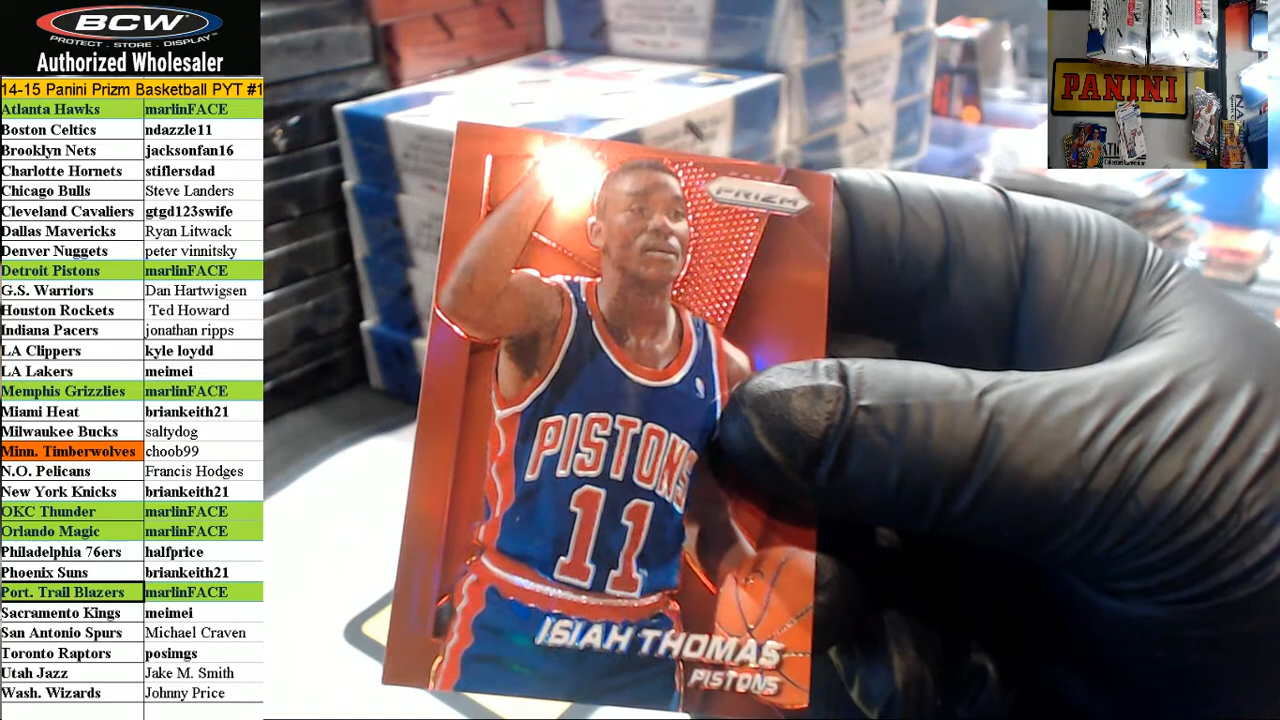 BCW
PROTECT . STORE . DISPLAY
Authorized Wholesaler
14-15 Panini Prizm Basketball PYT #1
Atlanta Hawks marlinFACE
Boston Celtics ndazzle11
Brooklyn Nets jacksonfan16
Charlotte Hornets stiflersdad
Chicago Bulls Steve Landers
Cleveland Cavaliers gtgd123swife
Dallas Mavericks Ryan Litwack
Denver Nuggets peter vinnitsky
Detroit Pistons marlinFACE
G.S. Warriors Dan Hartwigsen
Houston Rockets Ted Howard
Indiana Pacers jonathan ripps
LA Clippers kyle loydd
LA Lakers meimei
Memphis Grizzlies marlinFACE
Miami Heat briankeith21
Milwaukee Bucks saltydog
Minn. Timberwolves choob99
N.O. Pelicans Francis Hodges
New York Knicks briankeith21
OKC Thunder marlinFACE
Orlando Magic marlinFACE
Philadelphia 76ers halfprice
Phoenix Suns briankeith21
Port. Trail Blazers marlinFACE
Sacramento Kings meimei
San Antonio Spurs Michael Craven
Toronto Raptors posimgs
Utah Jazz Jake M. Smith
Wash. Wizards Johnny Price
PRIZM
PISTONS
11
ISIAH THOMAS
PISTONS
PANINI